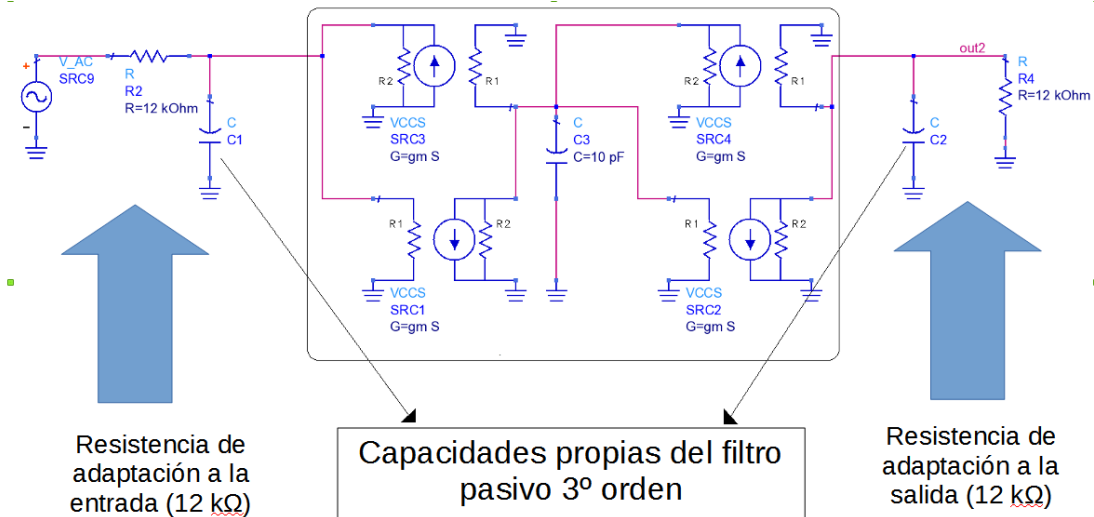 V_AC
SRC9
R
R2
R=12 kOhm
C
C1
R2
R1
VCCS
SRC3
G=gm S
R1
R2
VCCS
SRC1
G=gm S
C
C3
C=10 pF
R2
R1
VCCS
SRC4
G=gm S
R1
R2
VCCS
SRC2
G=gm S
out2
C
C2
R
R4
R=12 kOhm
Resistencia de
adaptación a la
entrada (12 kΩ)
Capacidades propias del filtro
pasivo 3º orden
Resistencia de
adaptación a la
salida (12 kΩ)